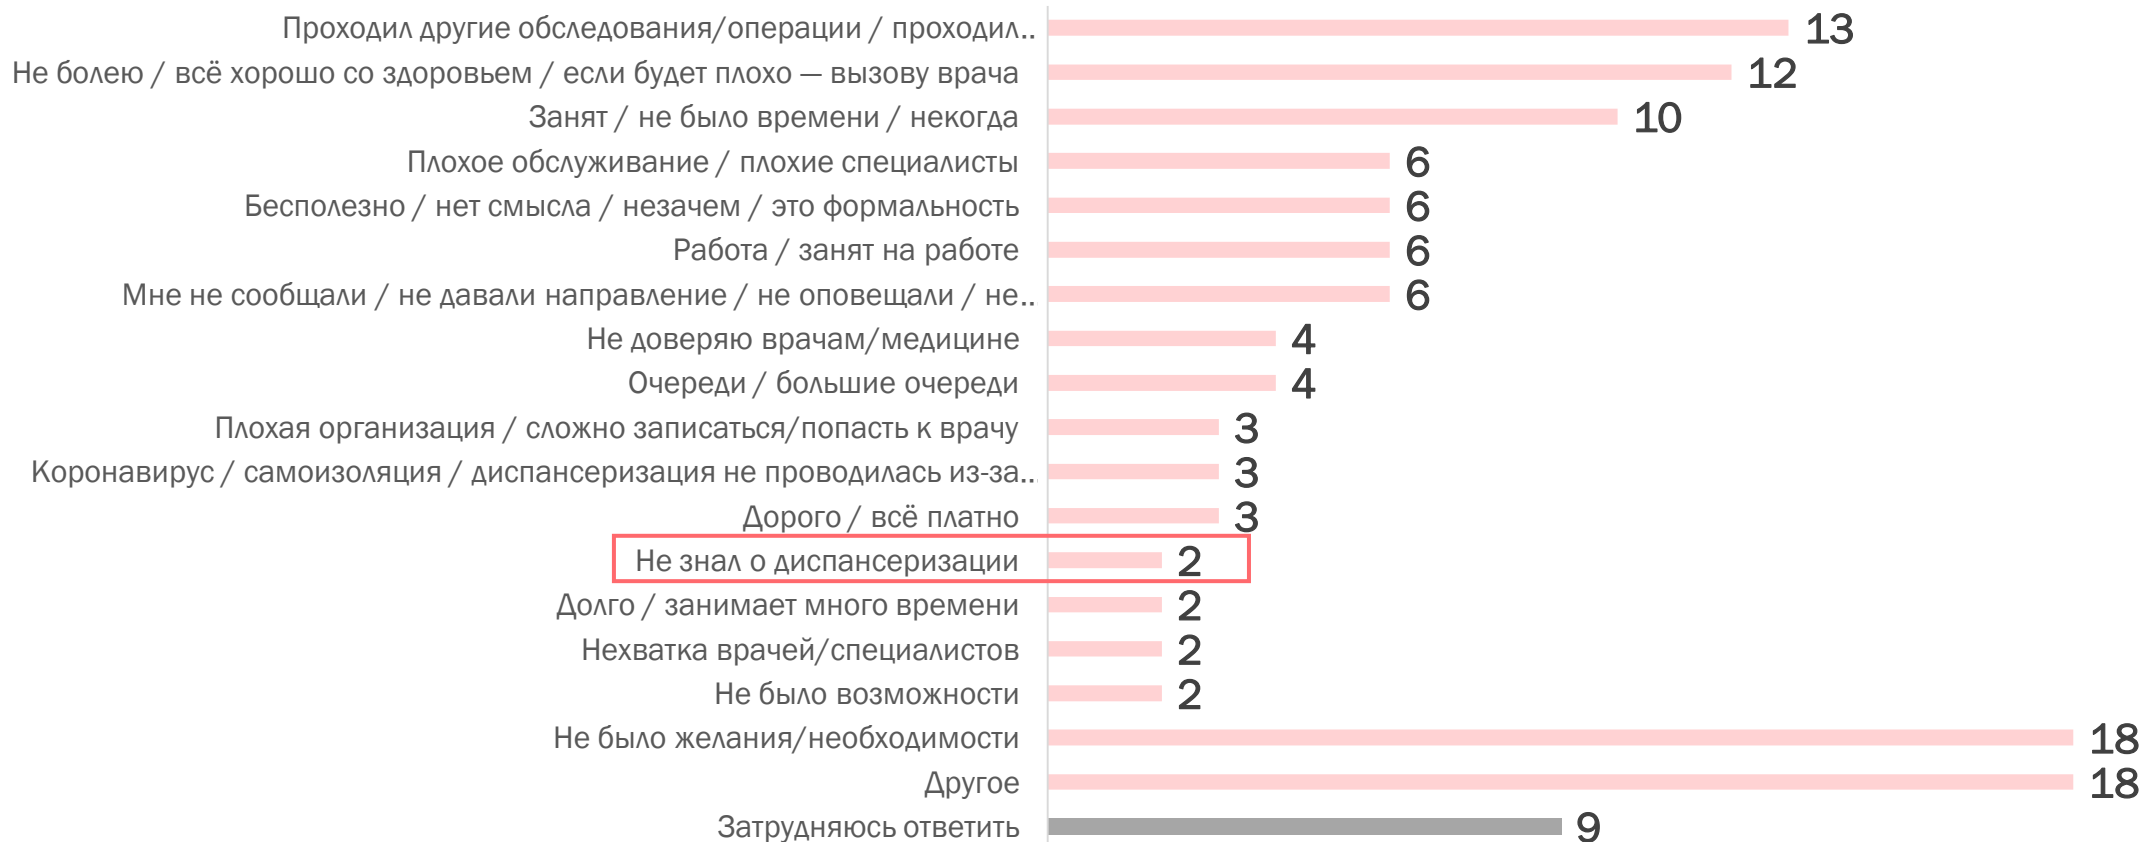 Проходил другие обследования/операции / проходил.. 13
Не болею / всё хорошо со здоровьем / если будет плохо — вызову врача 12
Занят / не было времени / некогда 10
Плохое обслуживание / плохие специалисты 6
Бесполезно / нет смысла / незачем / это формальность 6
Работа / занят на работе 6
Мне не сообщали / не давали направление / не оповещали / не.. 6
Не доверяю врачам/медицине 4
Очереди / большие очереди 4
Плохая организация / сложно записаться/попасть к врачу 3
Коронавирус / самоизоляция / диспансеризация не проводилась из-за.. 3
Дорого / всё платно 3
Не знал о диспансеризации 2
Долго / занимает много времени 2
Нехватка врачей/специалистов 2
Не было возможности 2
Не было желания/необходимости 18
Другое 18
Затрудняюсь ответить 9